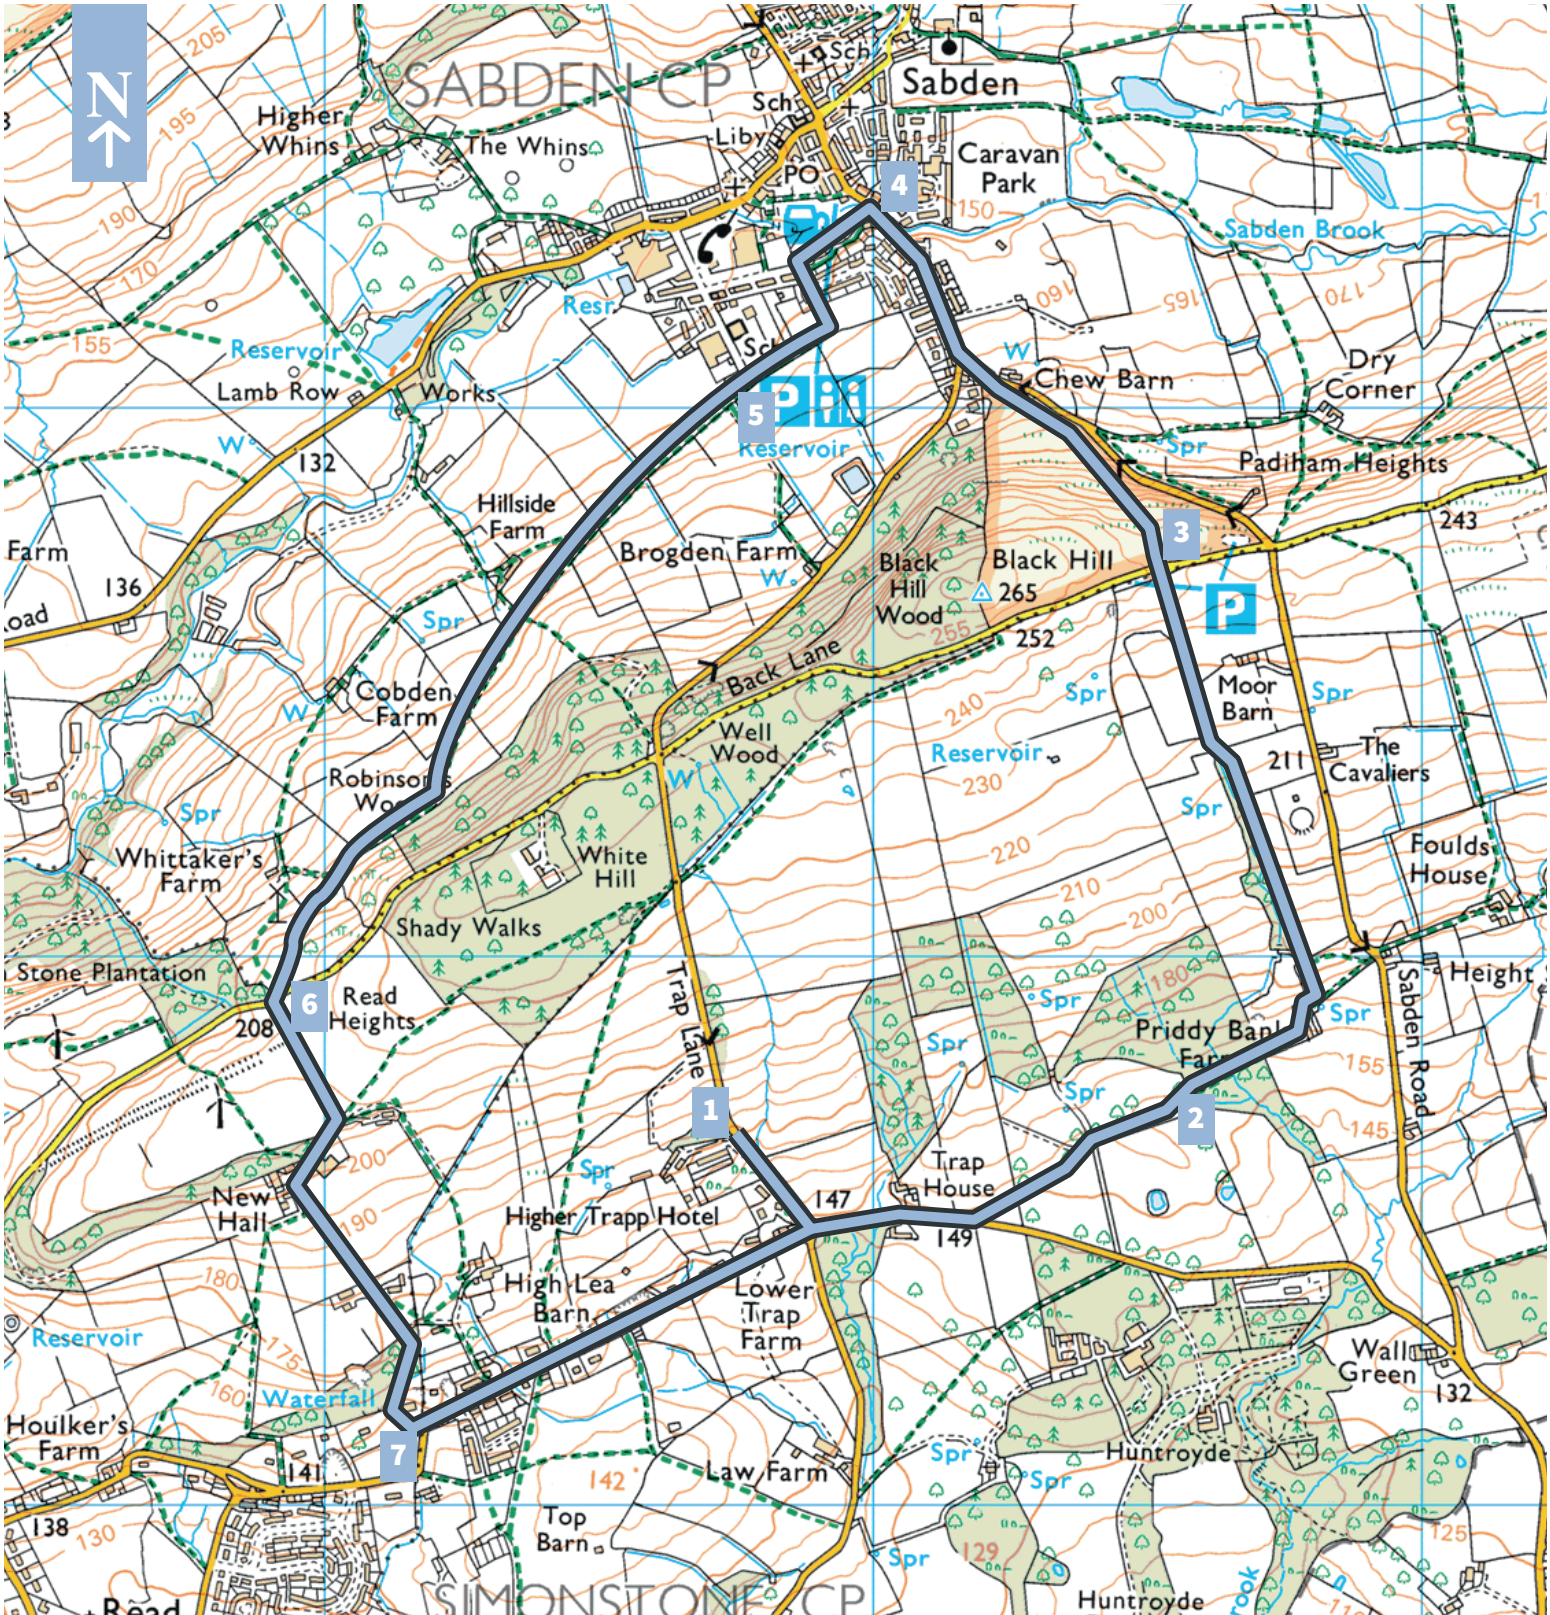 N
205
195
190
170
155
SABDEN CP
Higher
Whins
The Whins
Sch
Sch
Liby
PO
Sabden
Caravan
Park
4
150
Sabden Brook
160
165
170
Resr
Reservoir
Lamb Row
Works
W
132
Sch
5
P
Reservoir
W
Chew Barn
Dry
Corner
Spr
Padiham Heights
243
Farm
136
oad
Hillside
Farm
Brogden Farm
W
Black
Hill
Wood
Black Hill
265
255
252
3
P
Spr
Cobden
Farm
W
Back Lane
Well
Wood
W
Spr
240
Reservoir
230
Moor
Barn
Spr
211
The
Cavaliers
Robinson's
Spr
Whittaker's
Farm
White
Hill
Shady Walks
Spr
220
210
200
Foulds
House
Stone Plantation
6
208
Read
Heights
Trap Lane
180
Spr
Spr
Spr
Spr
Priddy Bank
Height
155
Sabden Road
145
1
2
200
190
New
Hall
Spr
Higher Trapp Hotel
147
Trap
House
149
180
175
160
Reservoir
Waterfall
High Lea
Barn
Lower
Trap
Farm
Wall
Green
132
Houlker's
Farm
7
141
138
130
142
Law Farm
Top
Barn
Spr
Spr
Spr
Huntroyde
129
125
Huntroyde
rook
Read
SIMONSTONE CP